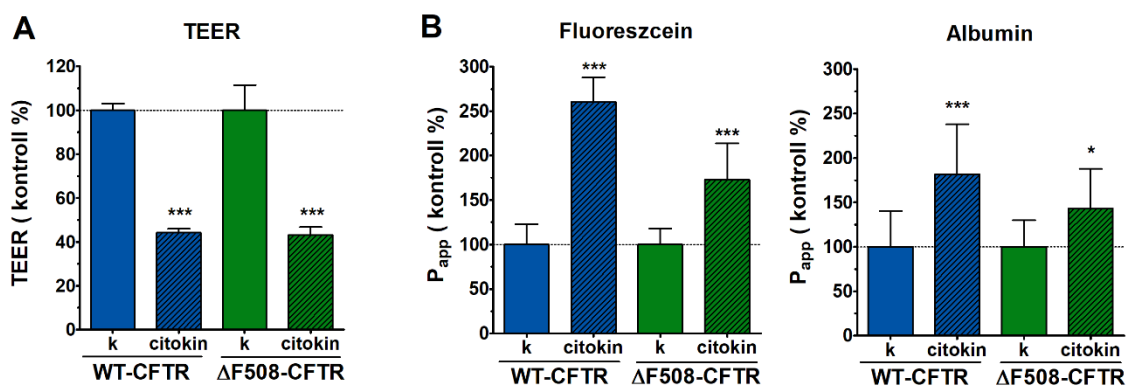 A
TEER
TEER ( kontroll %)
120
100
80
60
40
20
0
***
***
k
citokin
k
citokin
WT-CFTR
ΔF508-CFTR
B
Fluoreszcein
Papp ( kontroll %)
300
250
200
150
100
50
0
***
***
k
citokin
k
citokin
WT-CFTR
ΔF508-CFTR
Albumin
Papp ( kontroll %)
300
250
200
150
100
50
0
***
*
k
citokin
k
citokin
WT-CFTR
ΔF508-CFTR